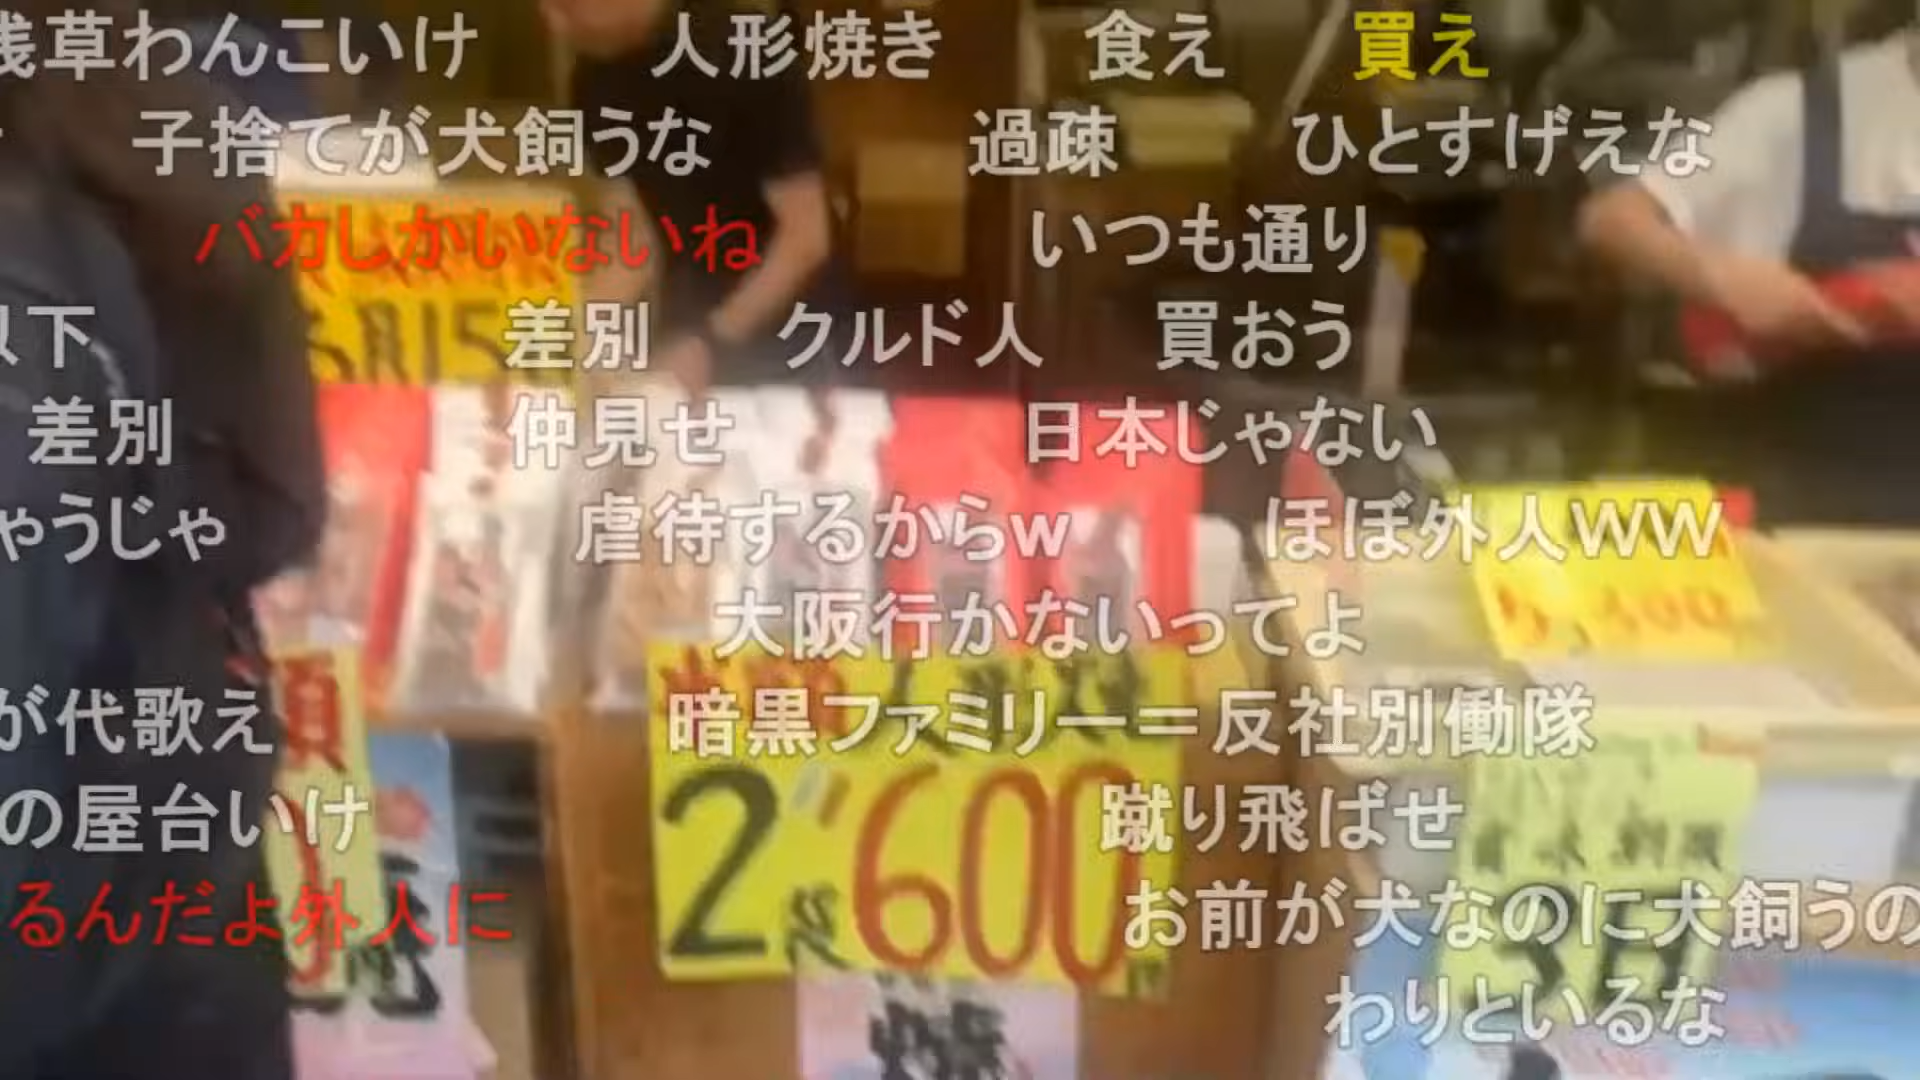 浅草わんこいけ 人形焼き 食え 買え
子捨てが犬飼うな 過疎 ひとすげえな
バカしかいないね いつも通り
以下 差別 クルド人 買おう
差別 仲見せ 日本じゃない
ゃうじゃ 虐待するからw ほぼ外人WW
大阪行かないってよ
が代歌え 暗黒ファミリー＝反社別働隊
の屋台いけ 蹴り飛ばせ
るんだよ外人に お前が犬なのに犬飼うの
わりといるな
2袋 600円